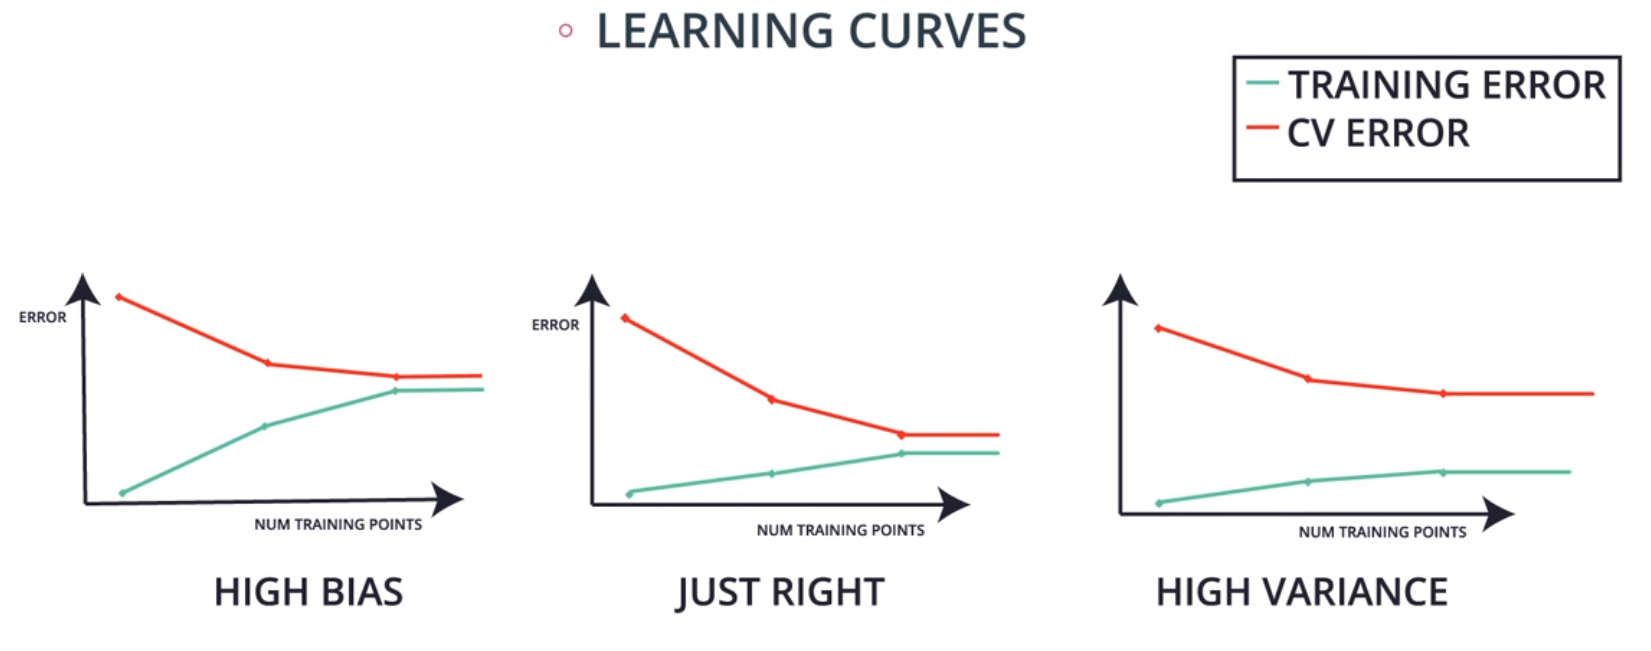 LEARNING CURVES
TRAINING ERROR
CV ERROR
ERROR
NUM TRAINING POINTS
HIGH BIAS
ERROR
NUM TRAINING POINTS
JUST RIGHT
NUM TRAINING POINTS
HIGH VARIANCE